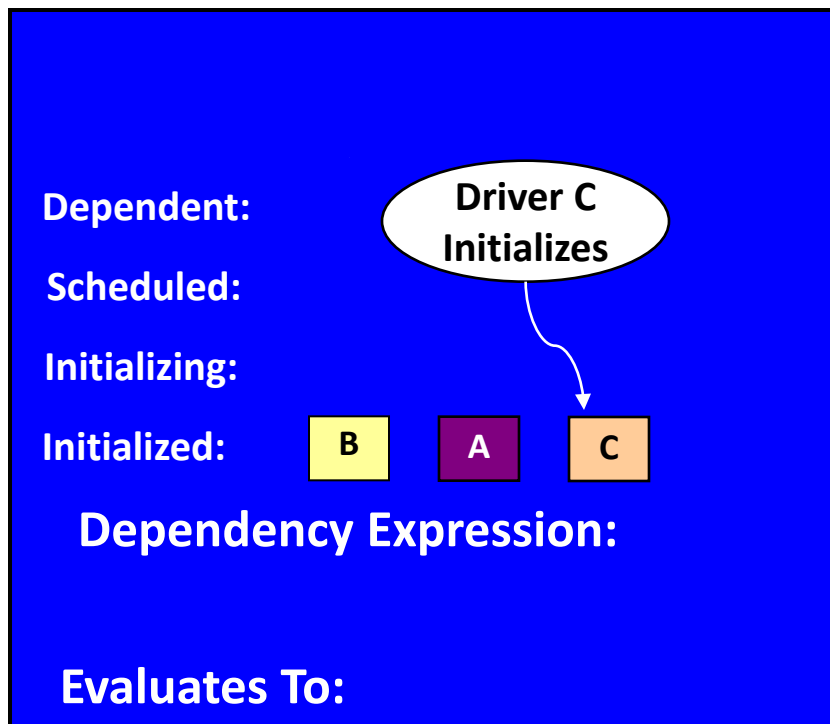 Driver C
Initializes
Dependent:
Scheduled:
Initializing:
Initialized:
B
A
C
Dependency Expression:
Evaluates To: